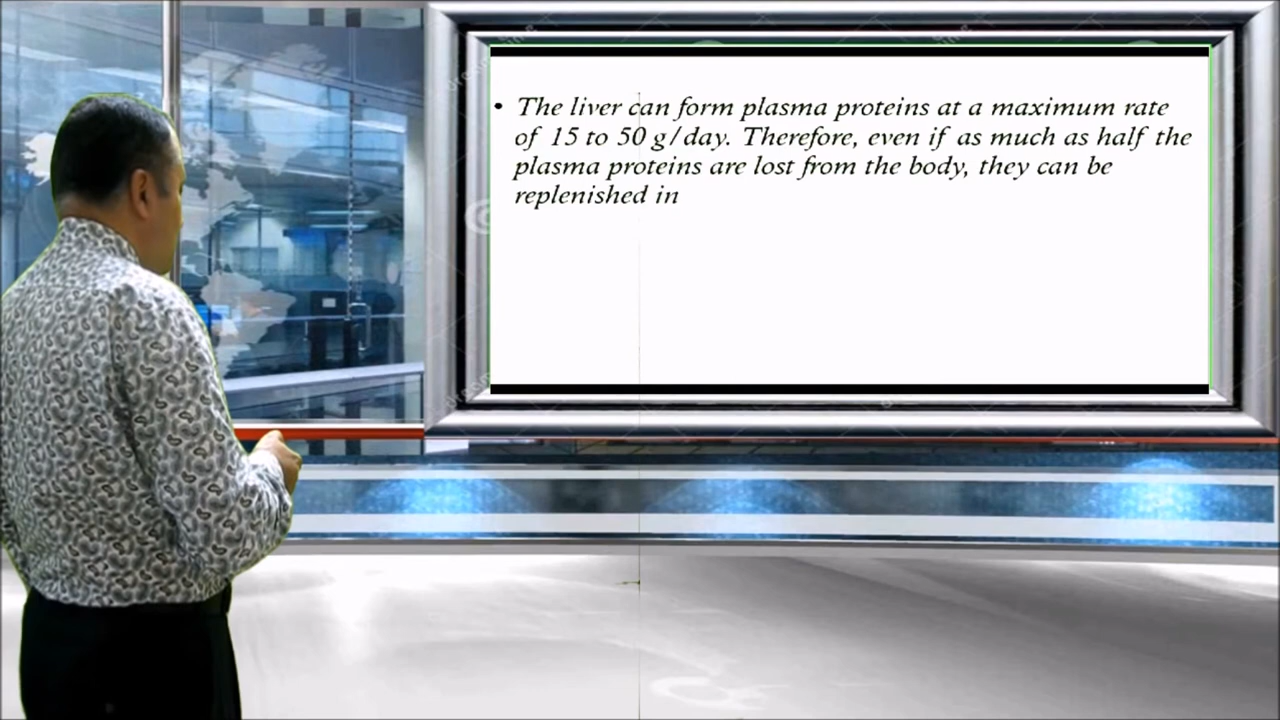 • The liver can form plasma proteins at a maximum rate
of 15 to 50 g/day. Therefore, even if as much as half the
plasma proteins are lost from the body, they can be
replenished in